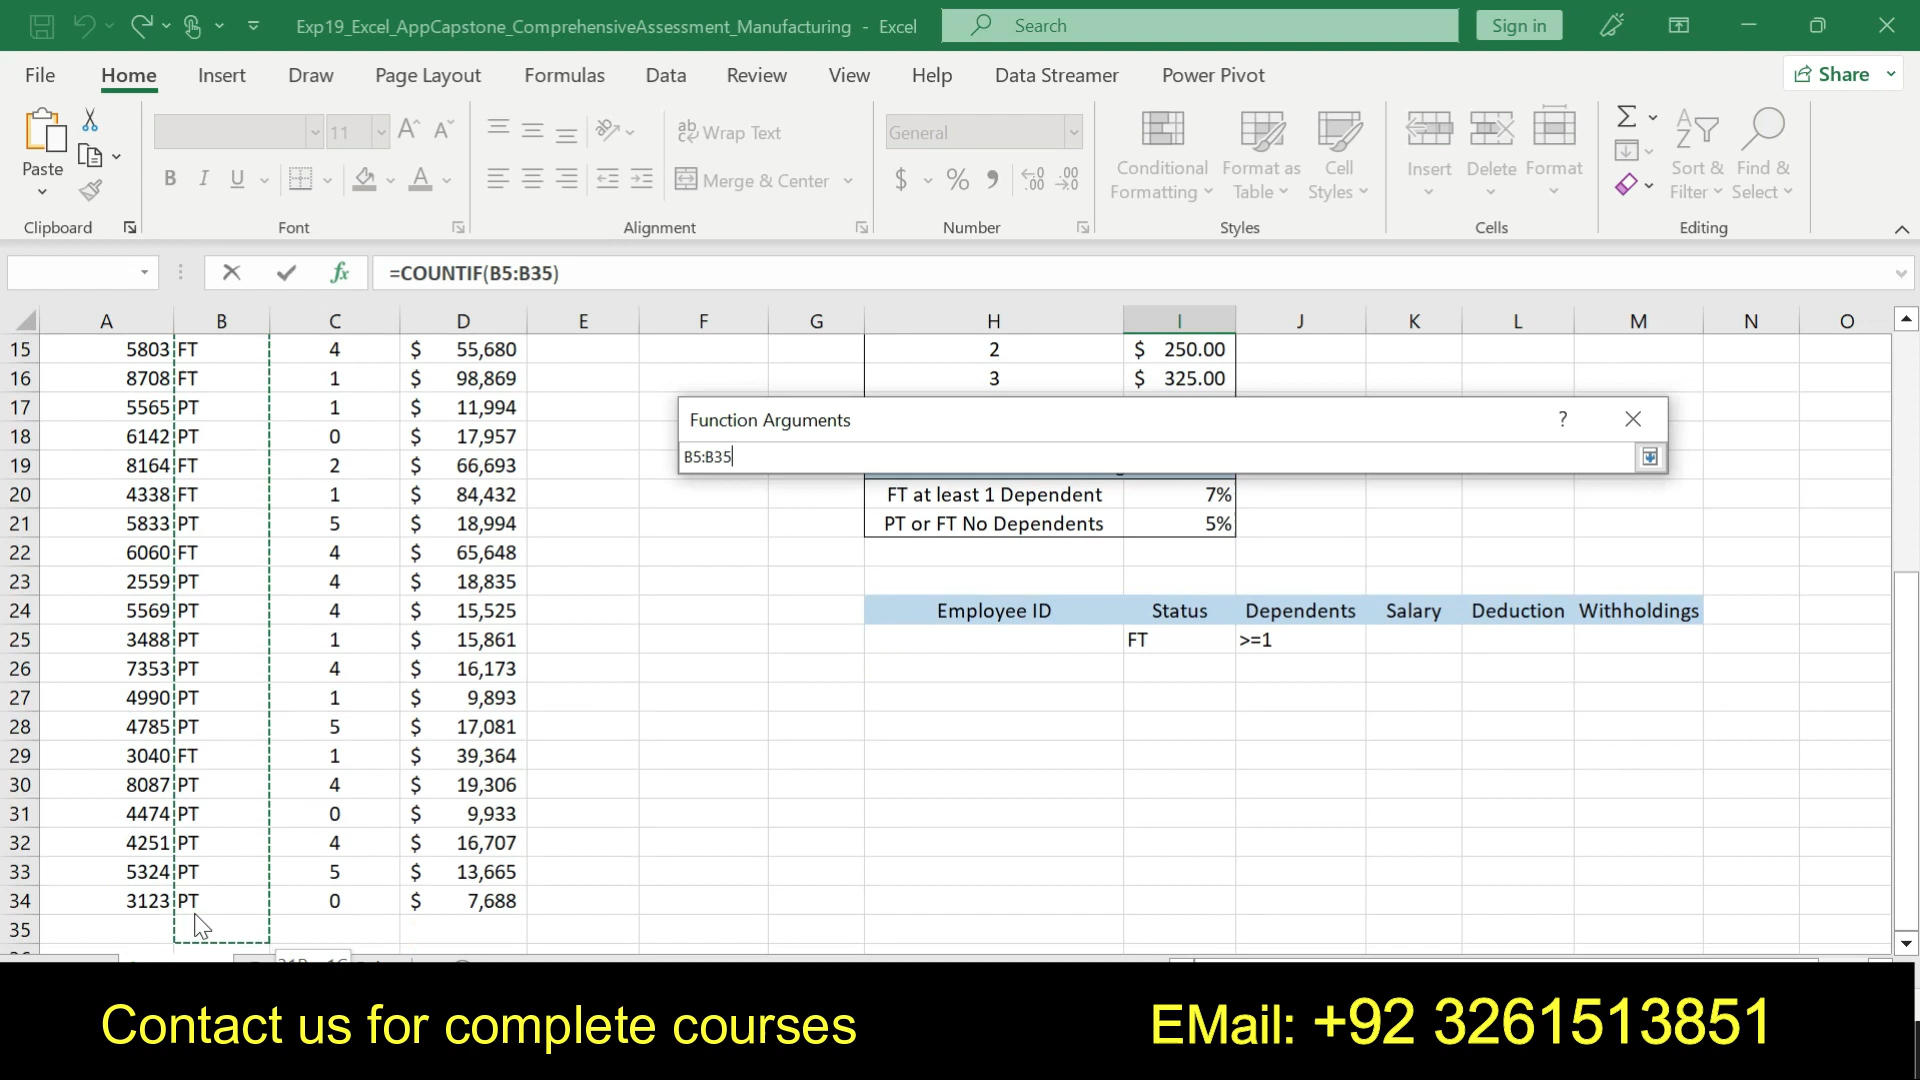 Exp19_Excel_AppCapstone_ComprehensiveAssessment_Manufacturing - Excel
Search
Sign in
File Home Insert Draw Page Layout Formulas Data Review View Help Data Streamer Power Pivot Share
Paste
Clipboard
11
B I U
Font
Wrap Text
Merge & Center
Alignment
General
$ % 9
Number
Conditional Formatting
Format as Table
Cell Styles
Styles
Insert Delete Format
Cells
Sort & Filter
Find & Select
Editing
fx =COUNTIF(B5:B35)
A B C D E F G H I J K L M N O
15 5803 FT 4 $ 55,680 2 $ 250.00
16 8708 FT 1 $ 98,869 3 $ 325.00
17 5565 PT 1 $ 11,994
Function Arguments ?
18 6142 PT 0 $ 17,957
B5:B35
19 8164 FT 2 $ 66,693
20 4338 FT 1 $ 84,432 FT at least 1 Dependent 7%
21 5833 PT 5 $ 18,994 PT or FT No Dependents 5%
22 6060 FT 4 $ 65,648
23 2559 PT 4 $ 18,835
24 5569 PT 4 $ 15,525 Employee ID Status Dependents Salary Deduction Withholdings
25 3488 PT 1 $ 15,861 FT >=1
26 7353 PT 4 $ 16,173
27 4990 PT 1 $ 9,893
28 4785 PT 5 $ 17,081
29 3040 FT 1 $ 39,364
30 8087 PT 4 $ 19,306
31 4474 PT 0 $ 9,933
32 4251 PT 4 $ 16,707
33 5324 PT 5 $ 13,665
34 3123 PT 0 $ 7,688
35
Contact us for complete courses
EMail: +92 3261513851